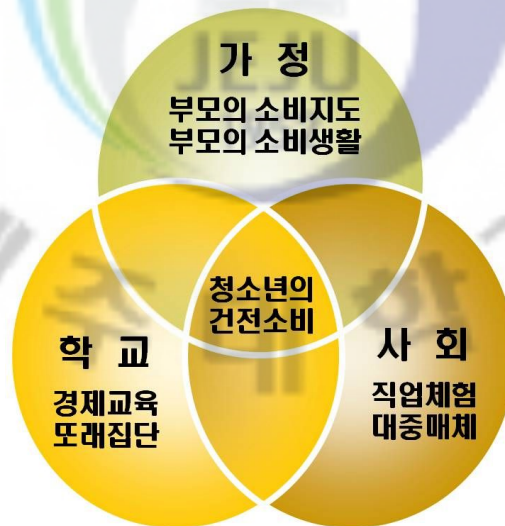 가 정
부모의 소비지도
부모의 소비생활
청소년의
건전소비
학 교
경제교육
또래집단
사 회
직업체험
대중매체